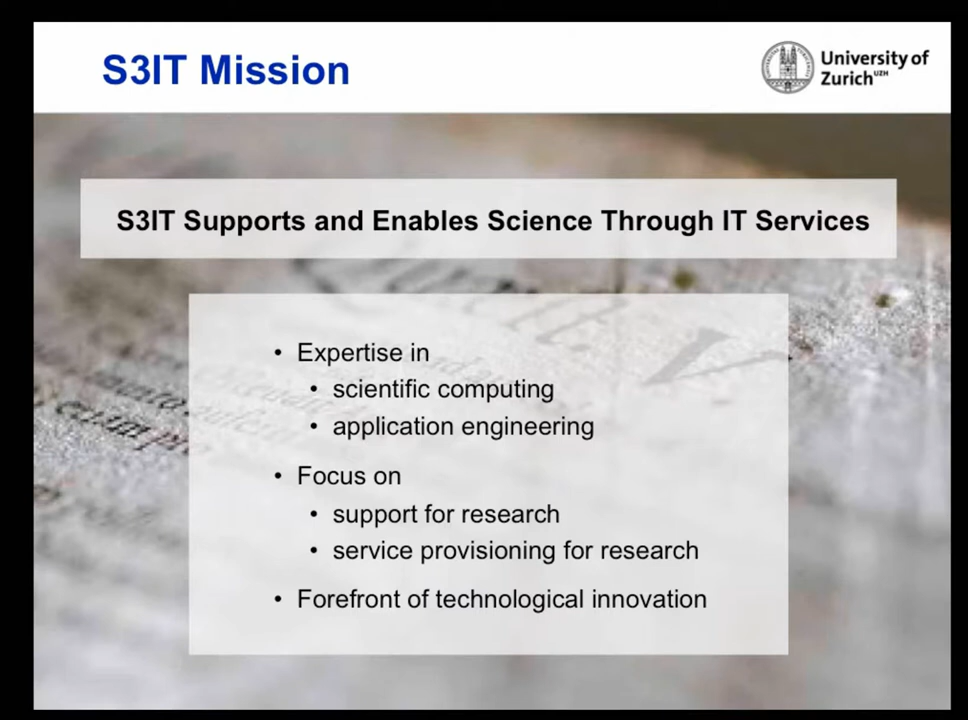 S3IT Mission
University of
Zurich UZH
S3IT Supports and Enables Science Through IT Services
• Expertise in
• scientific computing
• application engineering
• Focus on
• support for research
• service provisioning for research
• Forefront of technological innovation